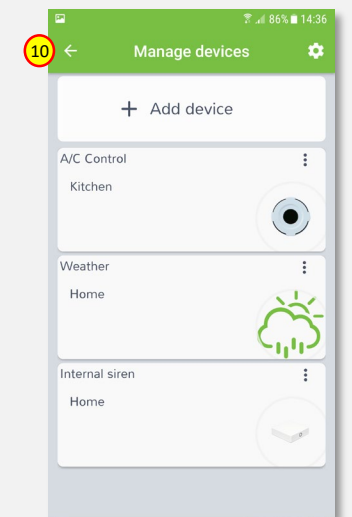 86% 14:36
10 Manage devices
+ Add device
A/C Control
Kitchen
Weather
Home
Internal siren
Home